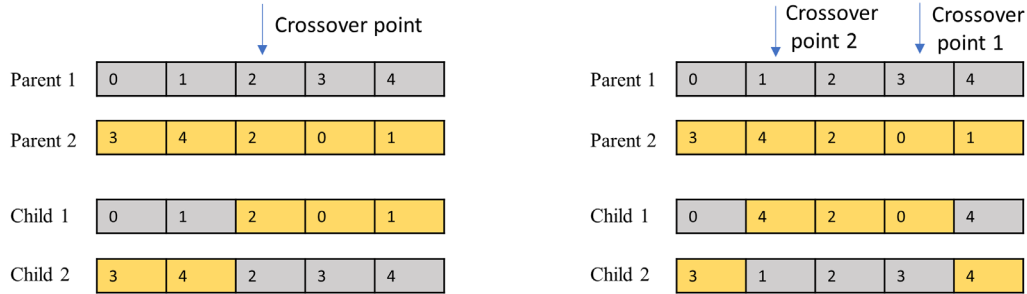 Crossover point
Parent 1 0 1 2 3 4
Parent 2 3 4 2 0 1
Child 1 0 1 2 0 1
Child 2 3 4 2 3 4
Crossover point 2
Crossover point 1
Parent 1 0 1 2 3 4
Parent 2 3 4 2 0 1
Child 1 0 4 2 0 4
Child 2 3 1 2 3 4